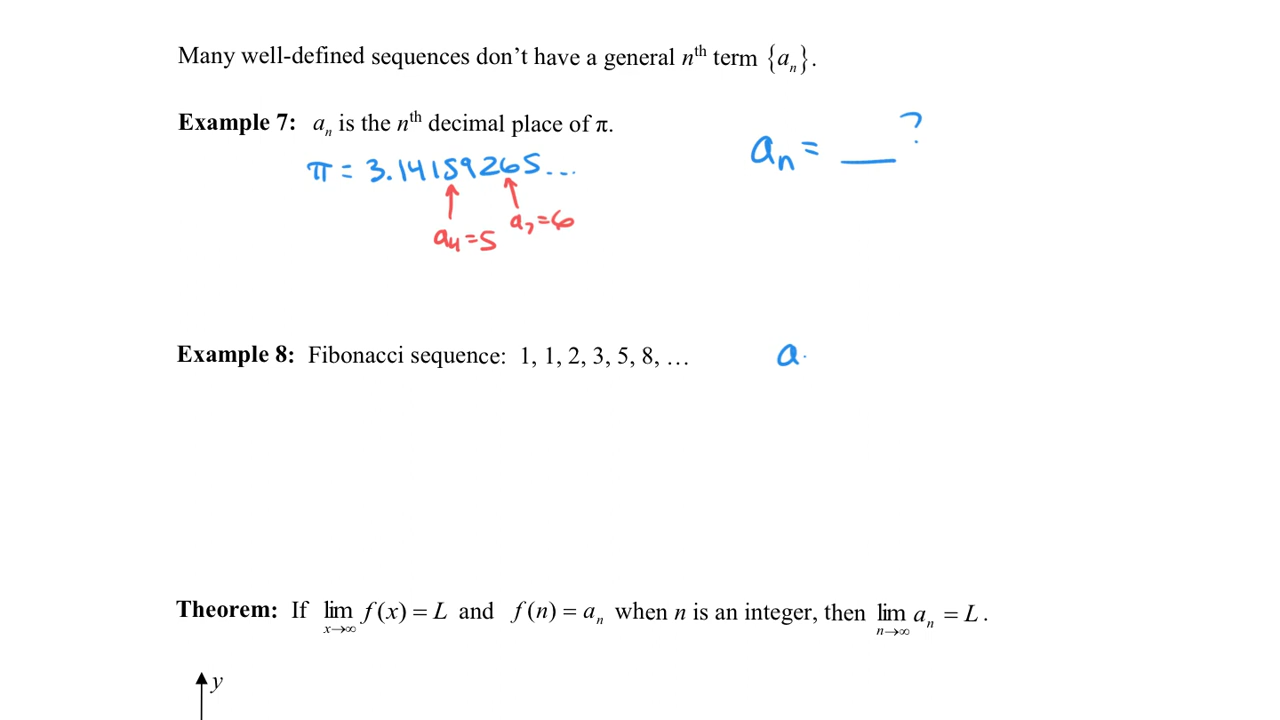 Many well-defined sequences don't have a general nᵗʰ term {aₙ}.
Example 7: aₙ is the nᵗʰ decimal place of π.
aₙ = __ ?
π = 3.14159265...
a₄=5 a₇=6
Example 8: Fibonacci sequence: 1, 1, 2, 3, 5, 8, … a
Theorem: If lim x→∞ f(x) = L and f(n) = aₙ when n is an integer, then lim n→∞ aₙ = L.
y